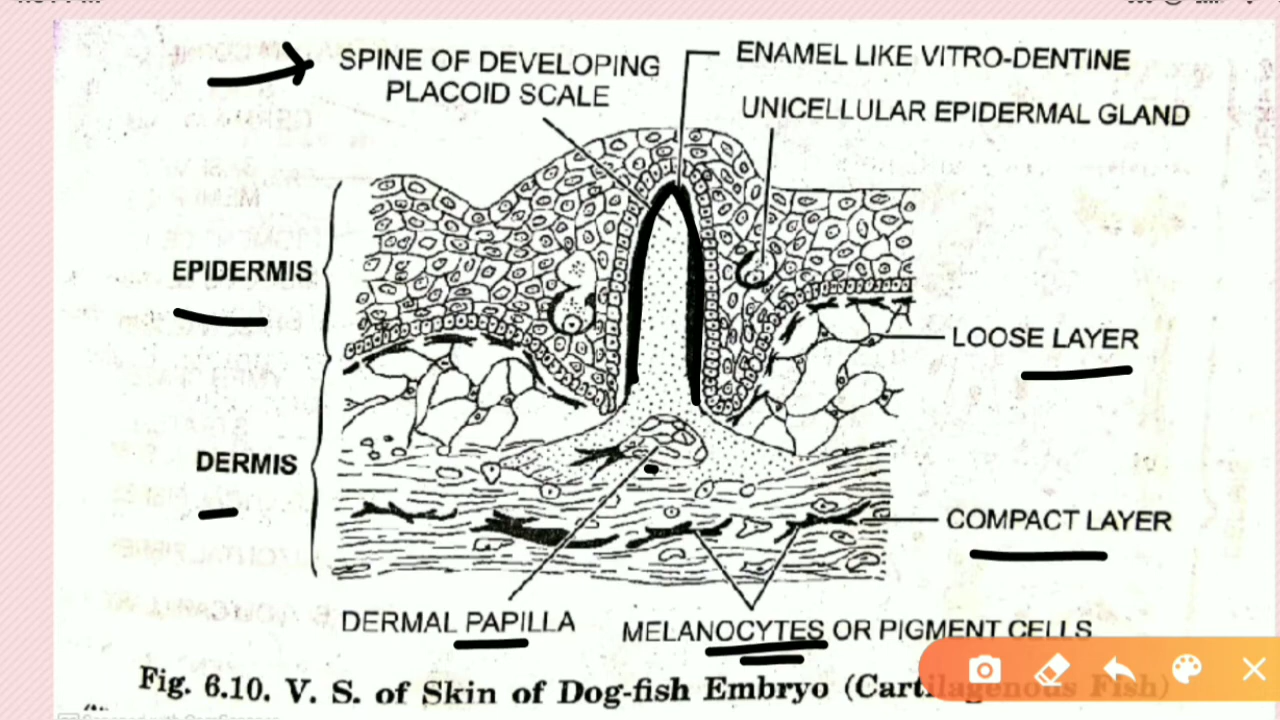 SPINE OF DEVELOPING
PLACOID SCALE
ENAMEL LIKE VITRO-DENTINE
UNICELLULAR EPIDERMAL GLAND
EPIDERMIS
LOOSE LAYER
DERMIS
COMPACT LAYER
DERMAL PAPILLA
MELANOCYTES OR PIGMENT CELLS
Fig. 6.10. V. S. of Skin of Dog-fish Embryo (Cartilagenous Fish)